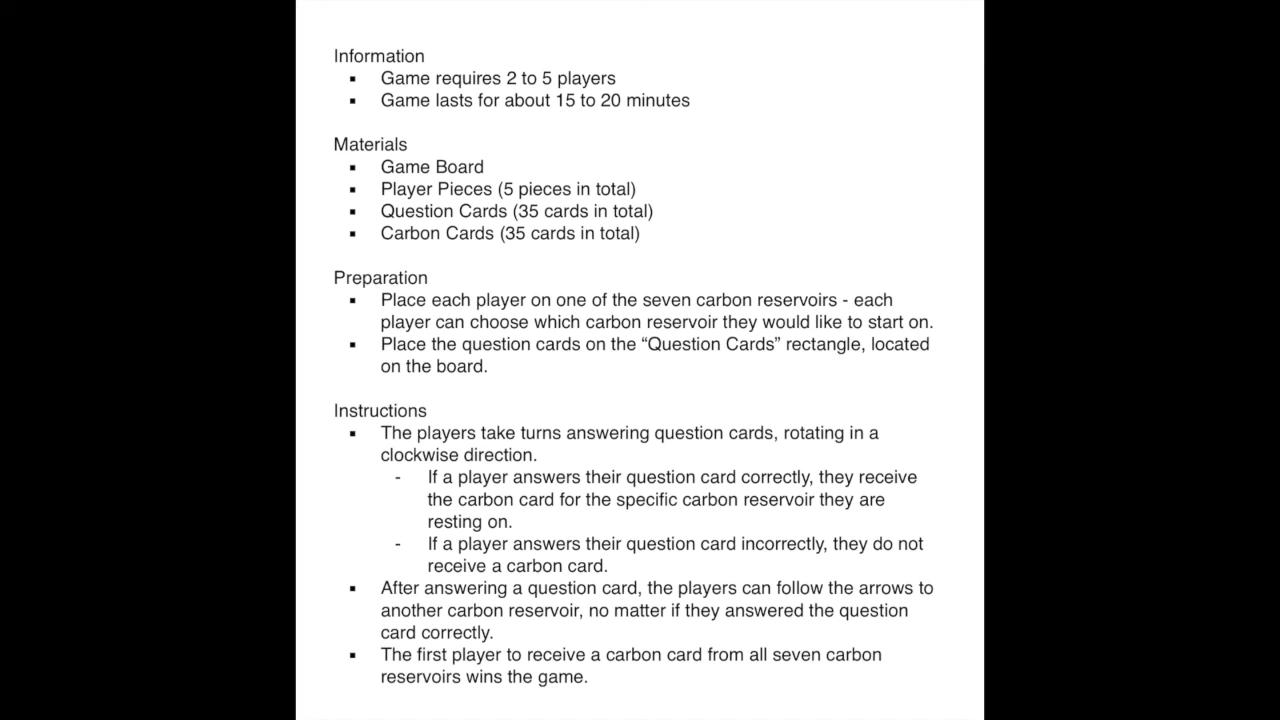 Information
▪ Game requires 2 to 5 players
▪ Game lasts for about 15 to 20 minutes
Materials
▪ Game Board
▪ Player Pieces (5 pieces in total)
▪ Question Cards (35 cards in total)
▪ Carbon Cards (35 cards in total)
Preparation
▪ Place each player on one of the seven carbon reservoirs - each
player can choose which carbon reservoir they would like to start on.
▪ Place the question cards on the “Question Cards” rectangle, located
on the board.
Instructions
▪ The players take turns answering question cards, rotating in a
clockwise direction.
- If a player answers their question card correctly, they receive
the carbon card for the specific carbon reservoir they are
resting on.
- If a player answers their question card incorrectly, they do not
receive a carbon card.
▪ After answering a question card, the players can follow the arrows to
another carbon reservoir, no matter if they answered the question
card correctly.
▪ The first player to receive a carbon card from all seven carbon
reservoirs wins the game.